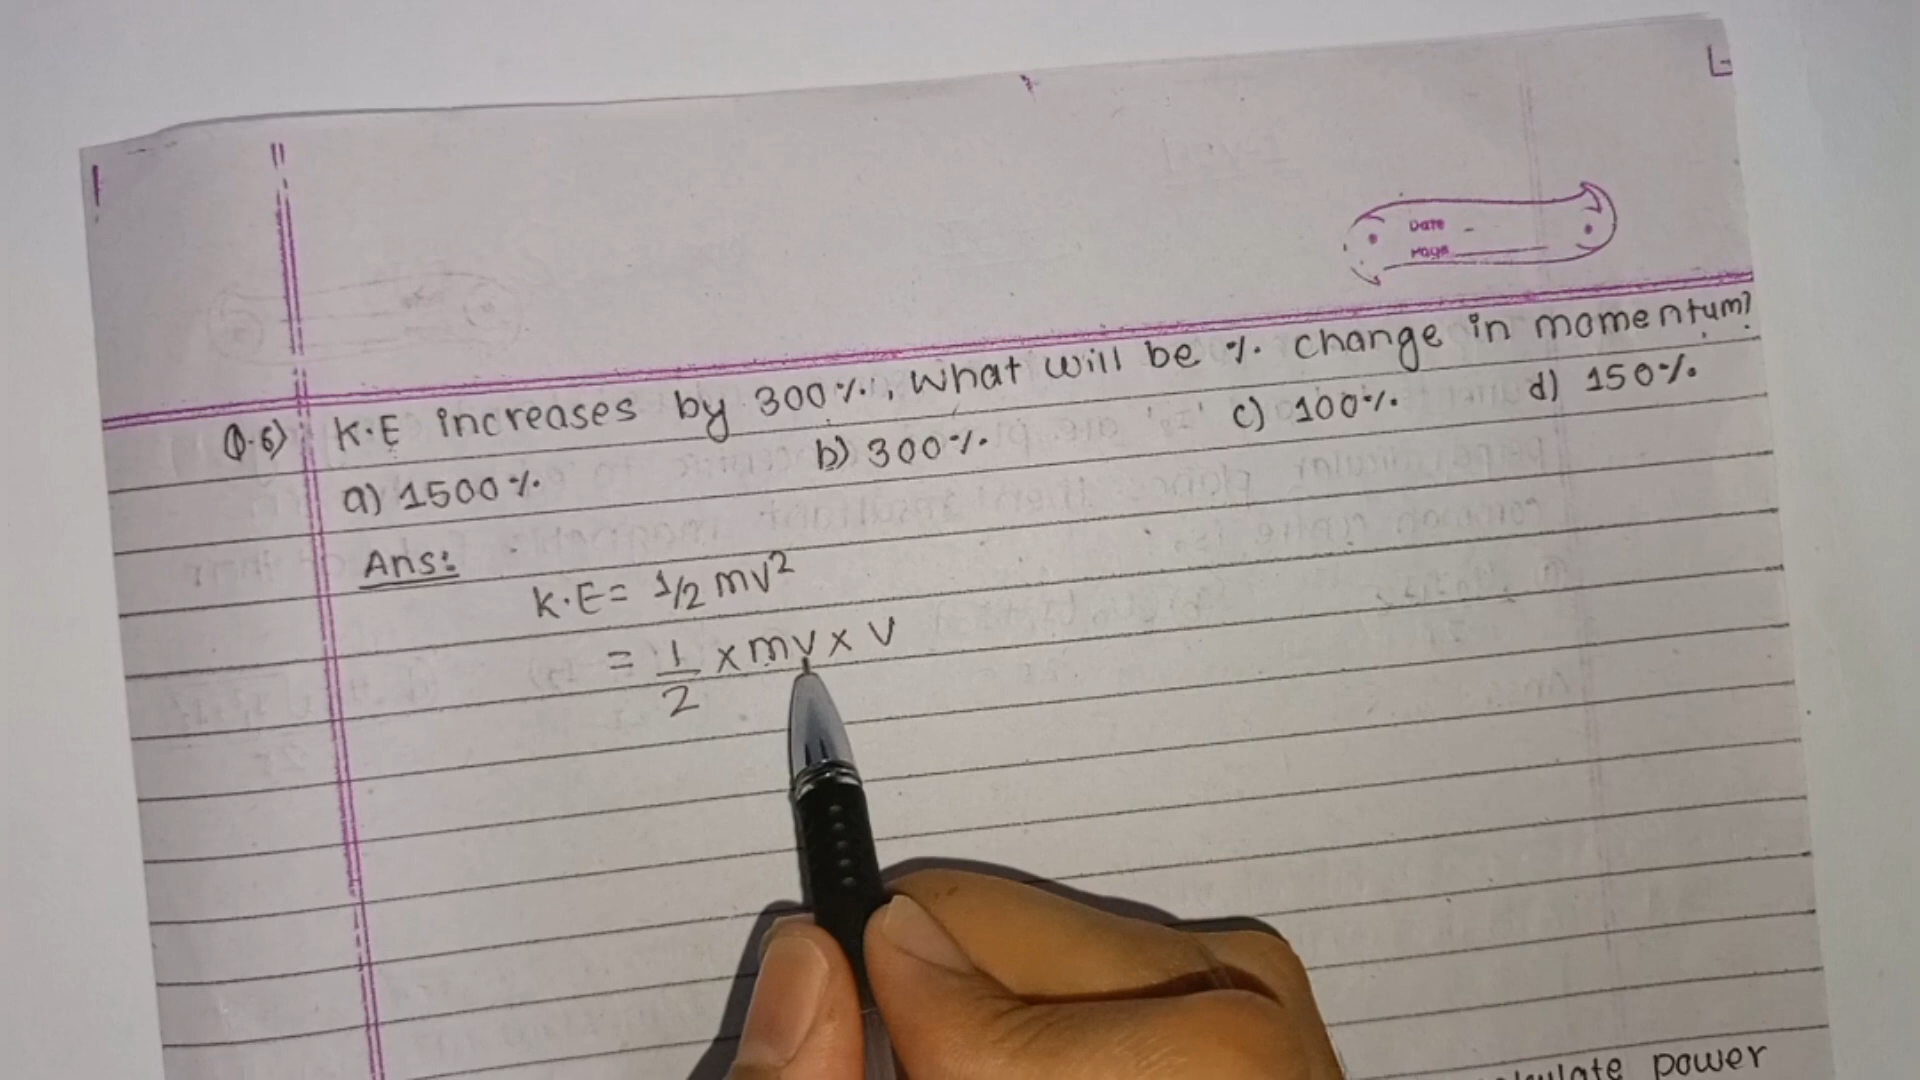 Date
Page
Q.6) K.E increases by 300%, What will be % change in momentum?
a) 1500% b) 300% c) 100% d) 150%
Ans:
K.E = 1/2 mv²
= 1/2 x mv x v
power